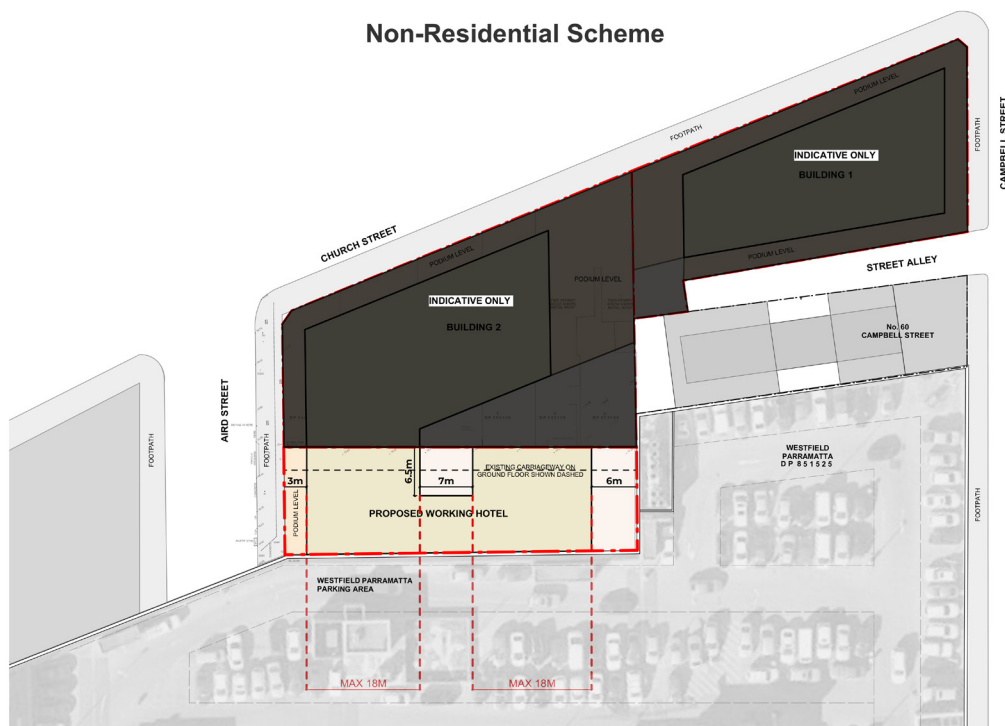 Non-Residential Scheme
PODIUM LEVEL
FOOTPATH
FOOTPATH
CAMPBELL STREET
INDICATIVE ONLY
BUILDING 1
CHURCH STREET
PODIUM LEVEL
PODIUM LEVEL
STREET ALLEY
PODIUM LEVEL
INDICATIVE ONLY
BUILDING 2
No. 60
CAMPBELL STREET
AIRD STREET
FOOTPATH
FOOTPATH
WESTFIELD
PARRAMATTA
DP 851525
FOOTPATH
EXISTING CARRIAGEWAY ON
GROUND FLOOR SHOWN DASHED
6.5m
3m
7m
6m
PODIUM LEVEL
PROPOSED WORKING HOTEL
WESTFIELD PARRAMATTA
PARKING AREA
MAX 18M
MAX 18M